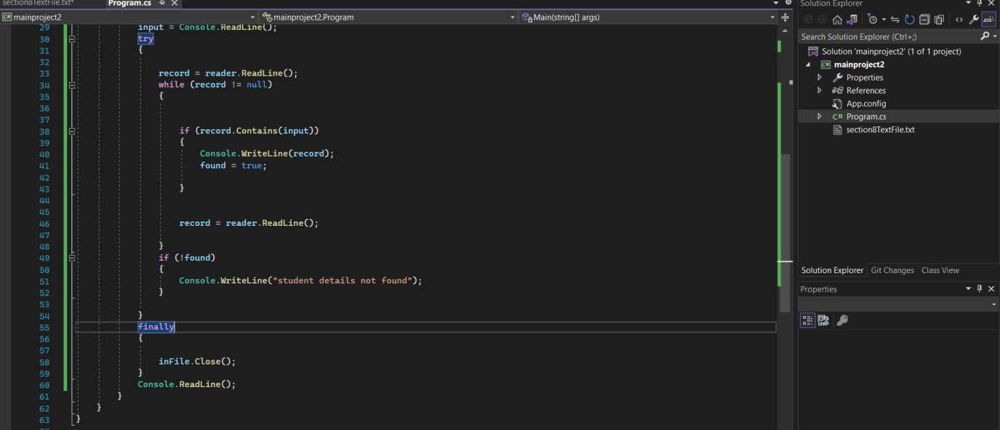 section8TextFile.txt*
Program.cs
Solution Explorer
mainproject2
mainproject2.Program
Main(string[] args)
29 input = Console.ReadLine();
30 try
31 {
32
33 record = reader.ReadLine();
34 while (record != null)
35 {
36
37
38 if (record.Contains(input))
39 {
40 Console.WriteLine(record);
41 found = true;
42
43 }
44
45
46 record = reader.ReadLine();
47
48 }
49 if (!found)
50 {
51 Console.WriteLine("student details not found");
52 }
53
54 }
55 finally
56 {
57
58 inFile.Close();
59 }
60 Console.ReadLine();
61 }
62 }
63 }
Search Solution Explorer (Ctrl+;)
Solution 'mainproject2' (1 of 1 project)
mainproject2
Properties
References
App.config
C# Program.cs
section8TextFile.txt
Solution Explorer Git Changes Class View
Properties